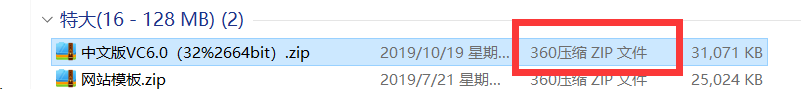 特大(16 - 128 MB) (2)
中文版VC6.0（32%2664bit）.zip 2019/10/19 星期... 360压缩 ZIP 文件 31,071 KB
网站模板.zip 2019/7/21 星期... 360压缩 ZIP 文件 25,024 KB